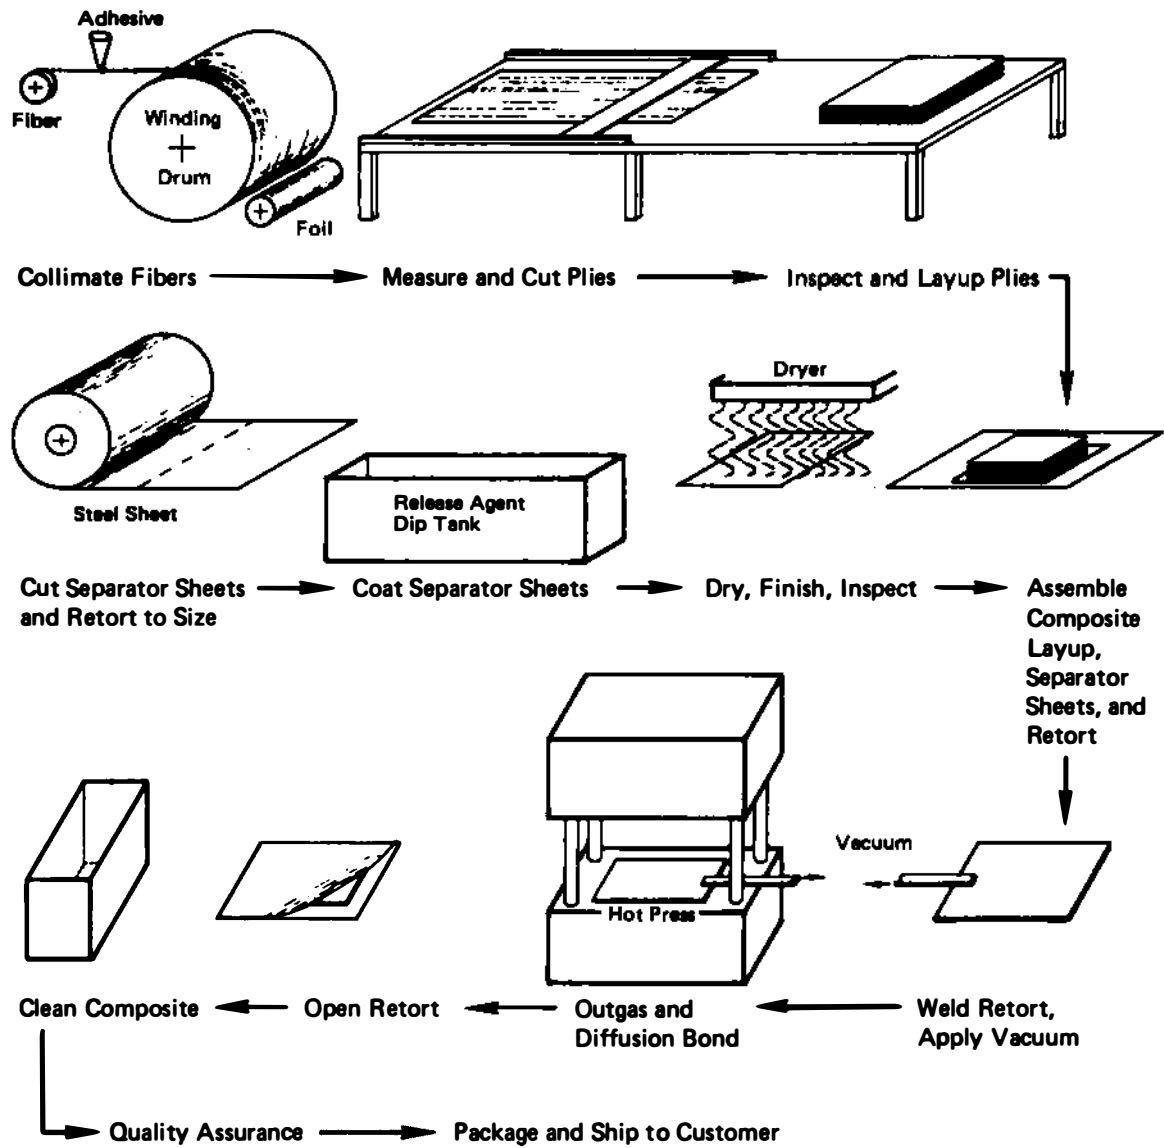 Adhesive
Fiber
Winding
Drum
Foil
Collimate Fibers
Measure and Cut Plies
Inspect and Layup Plies
Dryer
Steel Sheet
Release Agent
Dip Tank
Cut Separator Sheets
and Retort to Size
Coat Separator Sheets
Dry, Finish, Inspect
Assemble
Composite
Layup,
Separator
Sheets, and
Retort
Vacuum
Hot Press
Clean Composite
Open Retort
Outgas and
Diffusion Bond
Weld Retort,
Apply Vacuum
Quality Assurance
Package and Ship to Customer